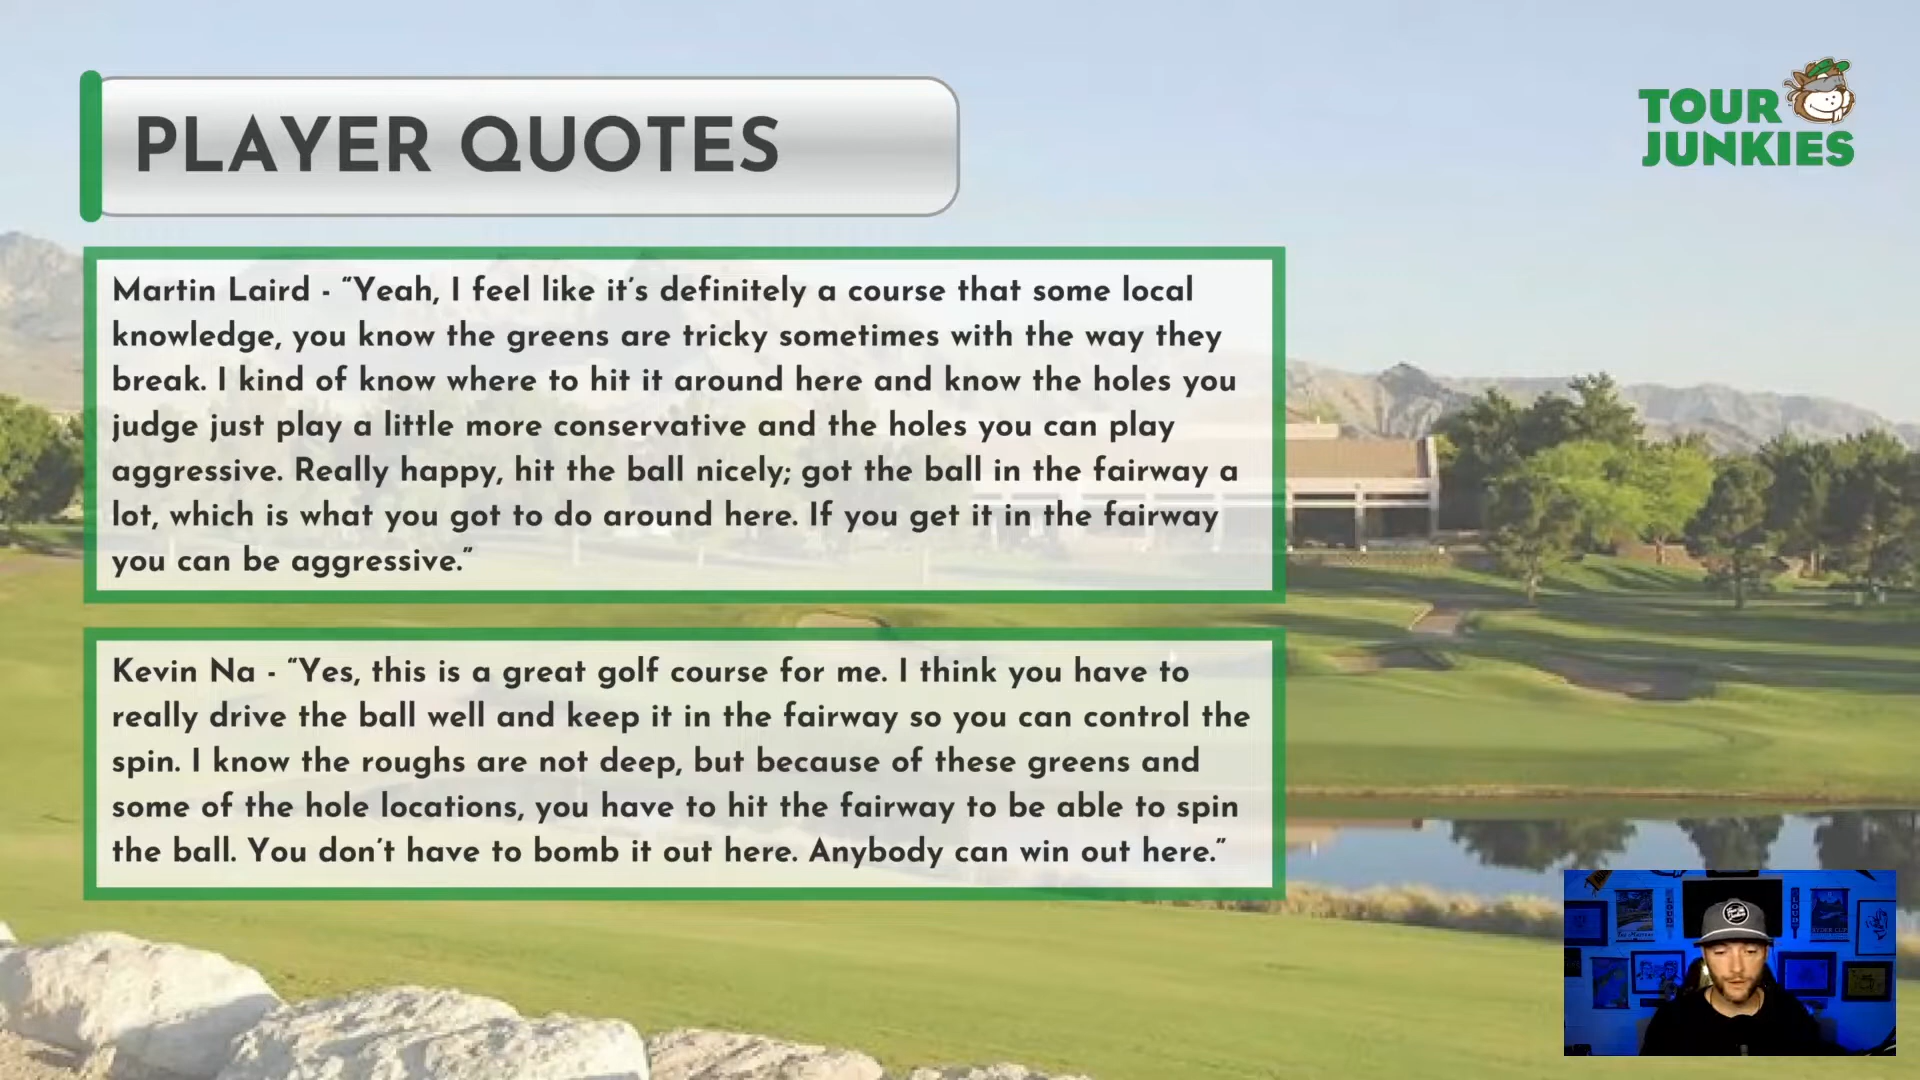 PLAYER QUOTES
TOUR
JUNKIES
Martin Laird - “Yeah, I feel like it’s definitely a course that some local
knowledge, you know the greens are tricky sometimes with the way they
break. I kind of know where to hit it around here and know the holes you
judge just play a little more conservative and the holes you can play
aggressive. Really happy, hit the ball nicely; got the ball in the fairway a
lot, which is what you got to do around here. If you get it in the fairway
you can be aggressive.”
Kevin Na - “Yes, this is a great golf course for me. I think you have to
really drive the ball well and keep it in the fairway so you can control the
spin. I know the roughs are not deep, but because of these greens and
some of the hole locations, you have to hit the fairway to be able to spin
the ball. You don’t have to bomb it out here. Anybody can win out here.”
LOUD
LOUD
RYDER CUP